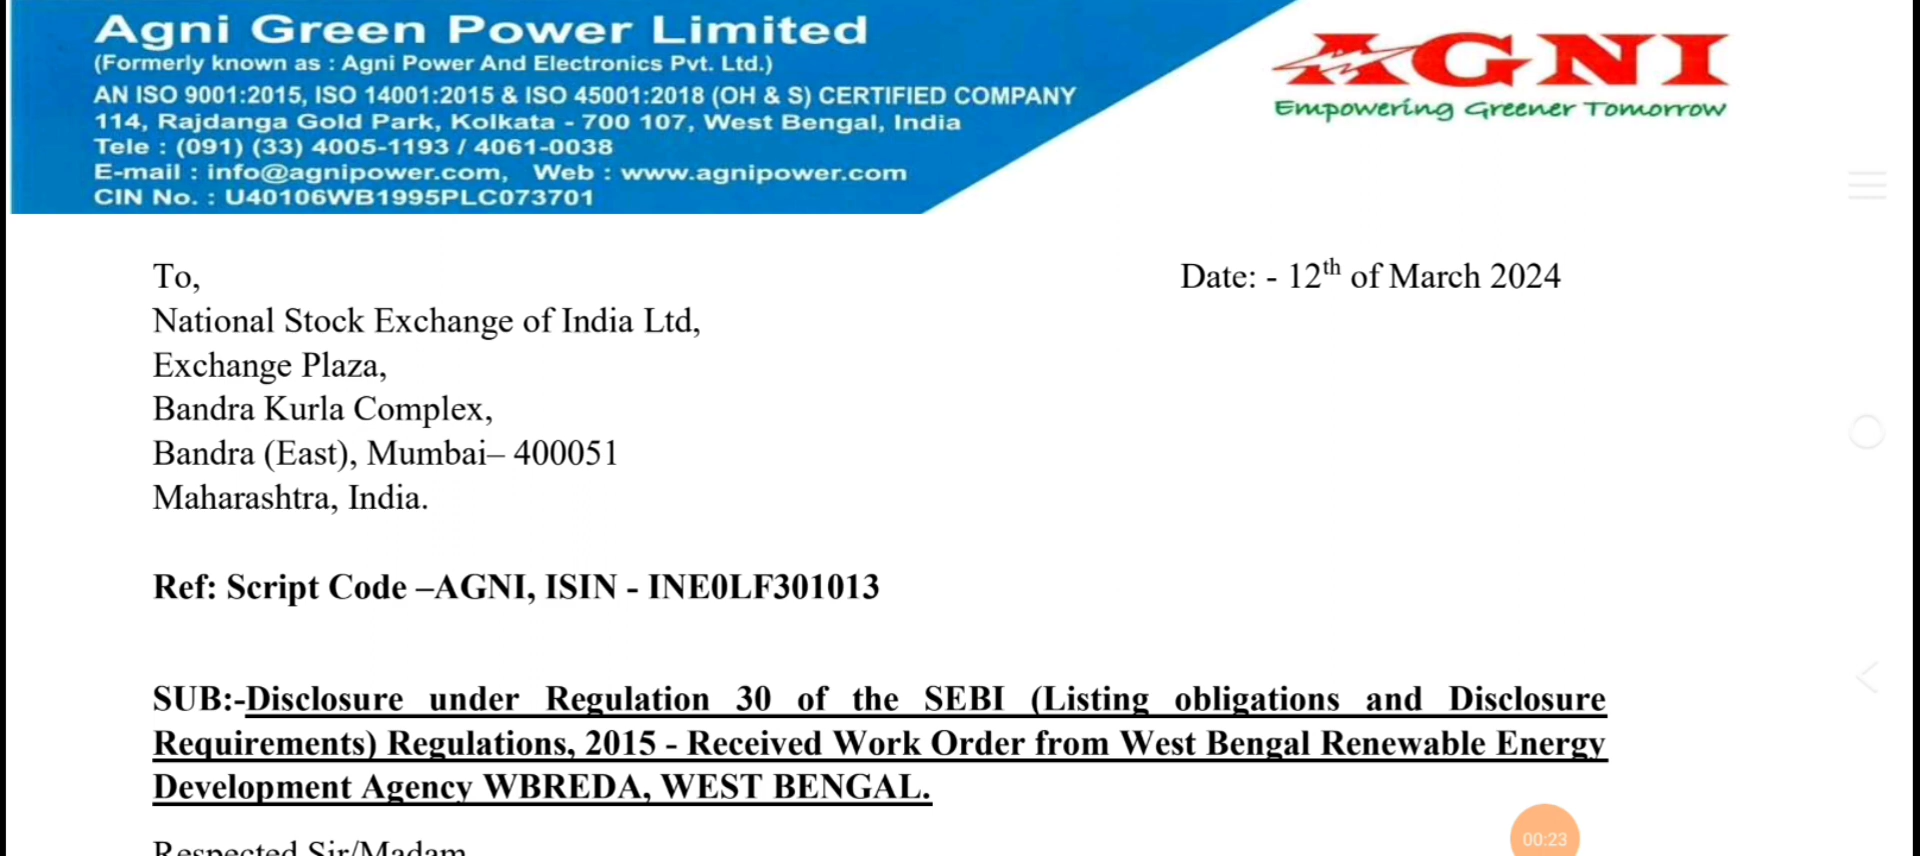 Agni Green Power Limited
(Formerly known as : Agni Power And Electronics Pvt. Ltd.)
AN ISO 9001:2015, ISO 14001:2015 & ISO 45001:2018 (OH & S) CERTIFIED COMPANY
114, Rajdanga Gold Park, Kolkata - 700 107, West Bengal, India
Tele : (091) (33) 4005-1193 / 4061-0038
E-mail : info@agnipower.com, Web : www.agnipower.com
CIN No. : U40106WB1995PLC073701
AGNI
Empowering Greener Tomorrow
To,
Date: - 12th of March 2024
National Stock Exchange of India Ltd,
Exchange Plaza,
Bandra Kurla Complex,
Bandra (East), Mumbai– 400051
Maharashtra, India.
Ref: Script Code –AGNI, ISIN - INE0LF301013
SUB:-Disclosure under Regulation 30 of the SEBI (Listing obligations and Disclosure
Requirements) Regulations, 2015 - Received Work Order from West Bengal Renewable Energy
Development Agency WBREDA, WEST BENGAL.
Respected Sir/Madam
00:23